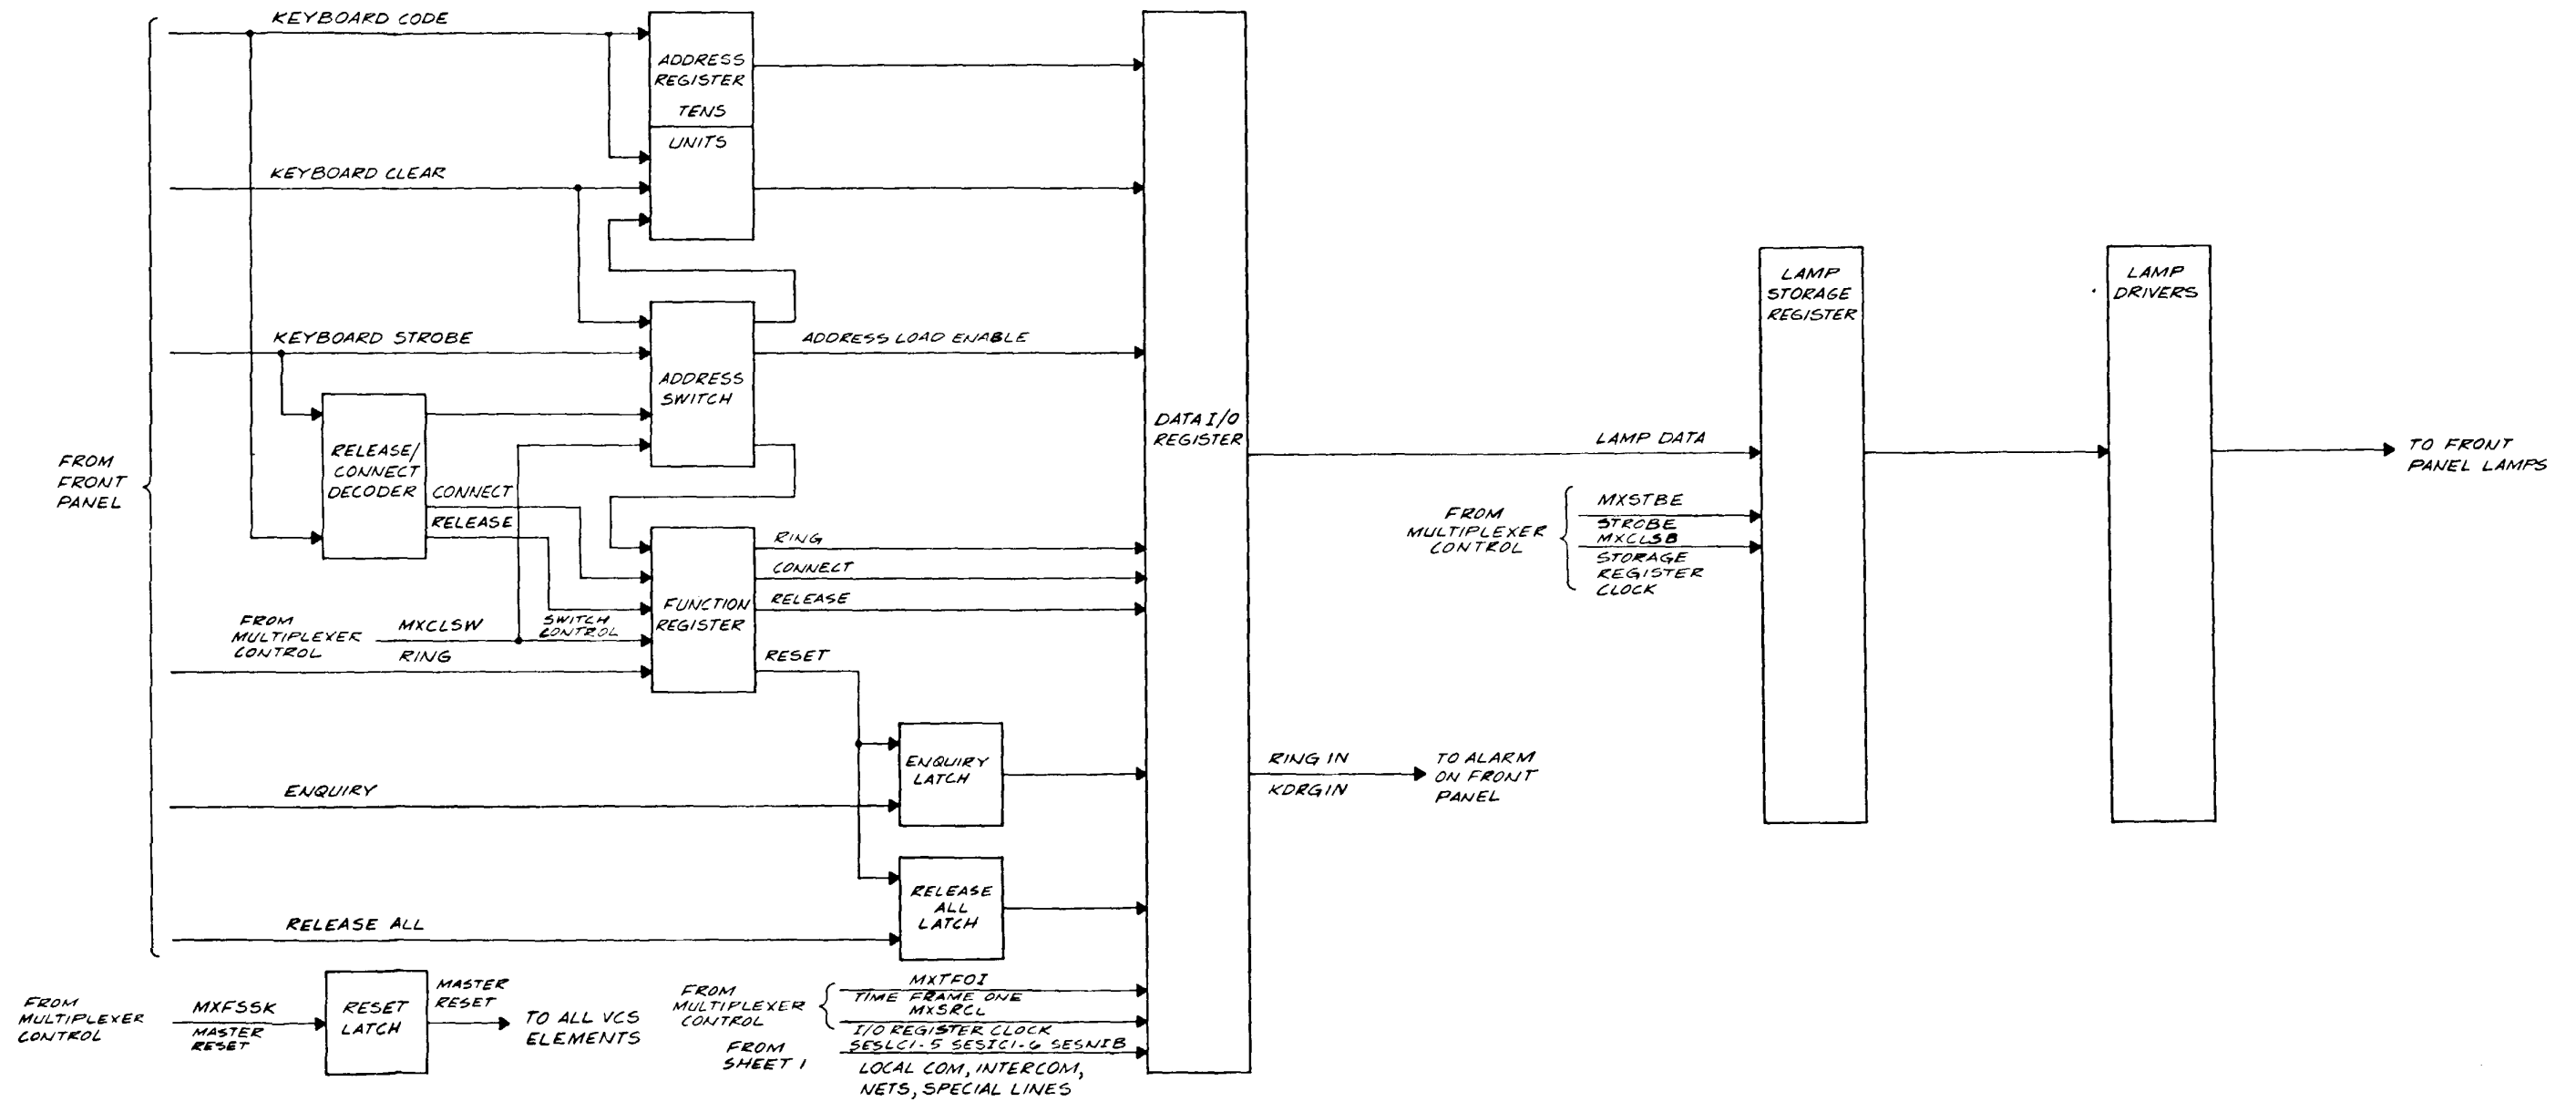 KEYBOARD CODE
ADDRESS
REGISTER
TENS
UNITS
KEYBOARD CLEAR
KEYBOARD STROBE
ADDRESS LOAD ENABLE
ADDRESS
SWITCH
RELEASE/
CONNECT
DECODER
CONNECT
RELEASE
FROM
FRONT
PANEL
DATA I/O
REGISTER
RING
CONNECT
RELEASE
FUNCTION
REGISTER
FROM
MULTIPLEXER
CONTROL
MXCLSW
SWITCH
CONTROL
RING
RESET
ENQUIRY
LATCH
ENQUIRY
RELEASE
ALL
LATCH
RELEASE ALL
FROM
MULTIPLEXER
CONTROL
MXFSSK
MASTER
RESET
RESET
LATCH
MASTER
RESET
TO ALL VCS
ELEMENTS
FROM
MULTIPLEXER
CONTROL
MXTFOI
TIME FRAME ONE
MXSRCL
I/O REGISTER CLOCK
FROM
SHEET 1
SESLC1-5 SESIC1-6 SESNIB
LOCAL COM, INTERCOM,
NETS, SPECIAL LINES
LAMP
STORAGE
REGISTER
LAMP
DRIVERS
LAMP DATA
TO FRONT
PANEL LAMPS
FROM
MULTIPLEXER
CONTROL
MXSTBE
STROBE
MXCLSB
STORAGE
REGISTER
CLOCK
RING IN
KDRGIN
TO ALARM
ON FRONT
PANEL